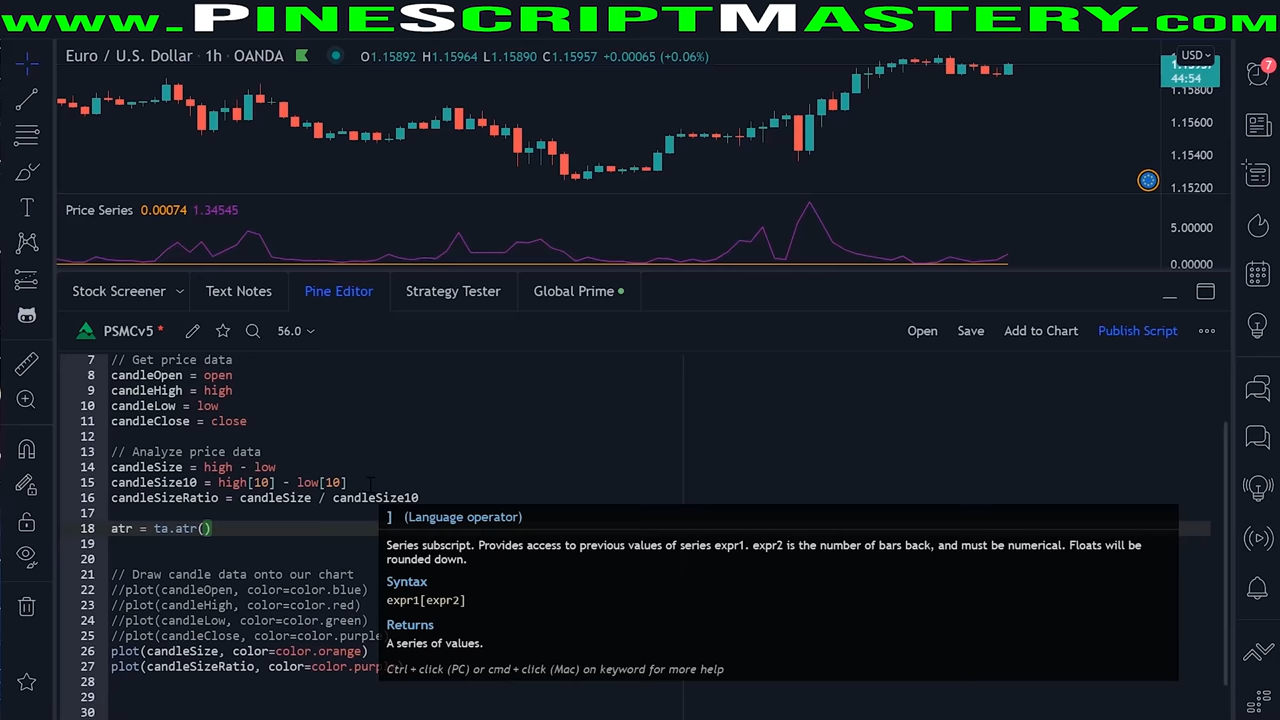 www.PineScriptMastery.com
Euro / U.S. Dollar · 1h · OANDA O1.15892 H1.15964 L1.15890 C1.15957 +0.00065 (+0.06%)
USD
7
44:54
1.15800
1.15600
1.15400
1.15200
Price Series 0.00074 1.34545
5.00000
0.00000
Stock Screener Text Notes Pine Editor Strategy Tester Global Prime
PSMCv5 * 56.0 Open Save Add to Chart Publish Script
7 // Get price data
8 candleOpen = open
9 candleHigh = high
10 candleLow = low
11 candleClose = close
12
13 // Analyze price data
14 candleSize = high - low
15 candleSize10 = high[10] - low[10]
16 candleSizeRatio = candleSize / candleSize10
17
18 atr = ta.atr()
19
20
21 // Draw candle data onto our chart
22 //plot(candleOpen, color=color.blue)
23 //plot(candleHigh, color=color.red)
24 //plot(candleLow, color=color.green)
25 //plot(candleClose, color=color.purple
26 plot(candleSize, color=color.orange)
27 plot(candleSizeRatio, color=color.purple)
28
29
30
] (Language operator)
Series subscript. Provides access to previous values of series expr1. expr2 is the number of bars back, and must be numerical. Floats will be
rounded down.
Syntax
expr1[expr2]
Returns
A series of values.
Ctrl + click (PC) or cmd + click (Mac) on keyword for more help